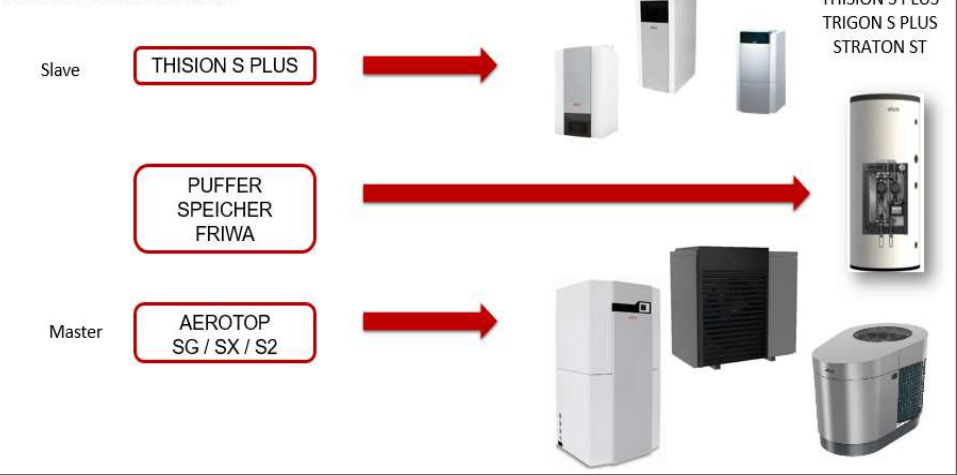 THISION S PLUS
TRIGON S PLUS
STRATON ST
Slave
THISION S PLUS
PUFFER
SPEICHER
FRIWA
Master
AEROTOP
SG / SX / S2